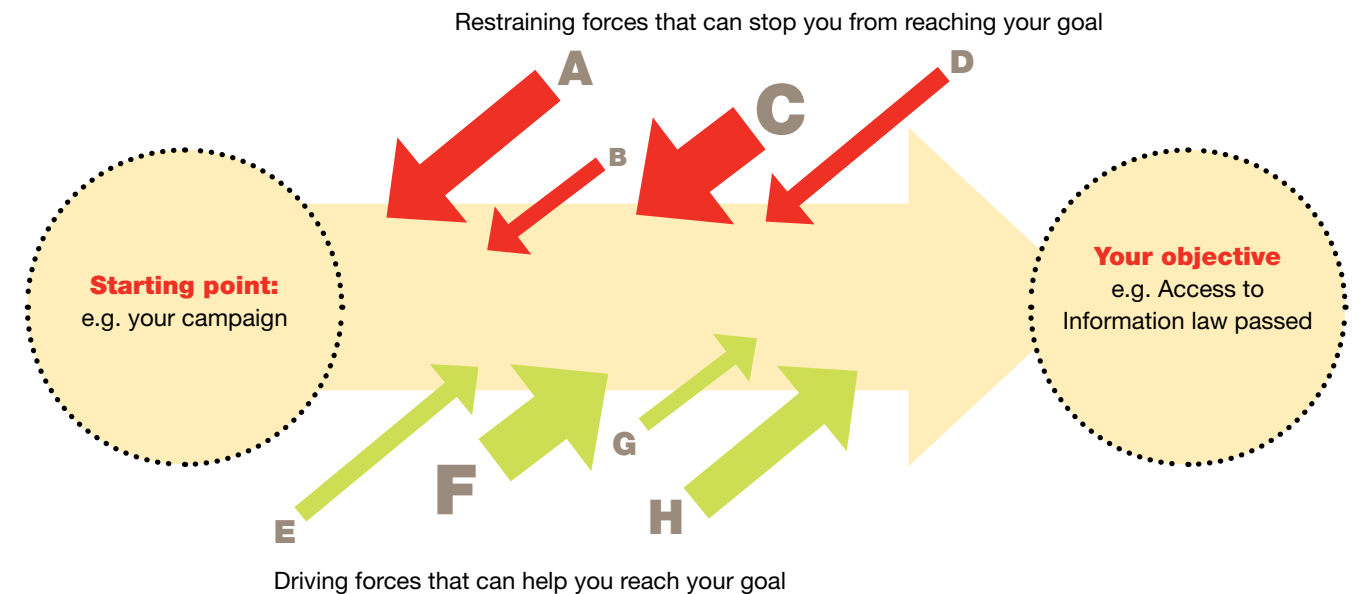 Restraining forces that can stop you from reaching your goal
A
B
C
D
Starting point:
e.g. your campaign
Your objective
e.g. Access to
Information law passed
E
F
G
H
Driving forces that can help you reach your goal